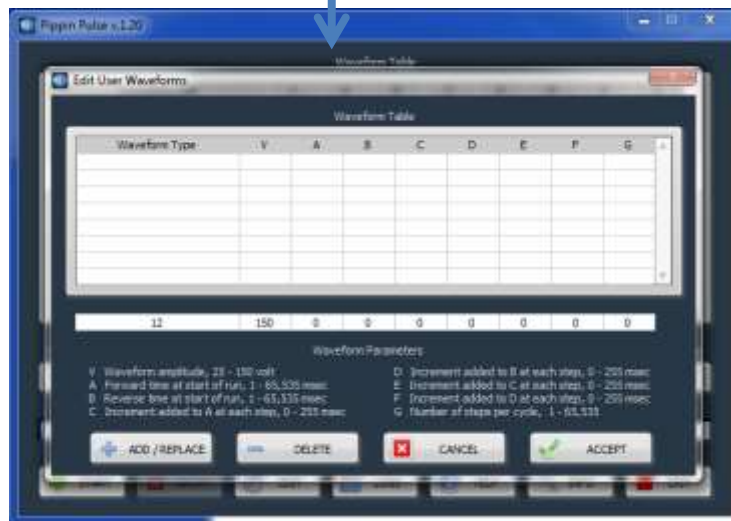 Pippin Pulse v.1.20
Waveform Table
Edit User Waveforms
Waveform Table
Waveform Type V A B C D E F G
12 150 0 0 0 0 0 0 0
Waveform Parameters
V Waveform amplitude, 25 - 150 volt
A Forward time at start of run, 1 - 65,535 msec
B Reverse time at start of run, 1 - 65,535 msec
C Increment added to A at each step, 0 - 255 msec
D Increment added to B at each step, 0 - 255 msec
E Increment added to C at each step, 0 - 255 msec
F Increment added to D at each step, 0 - 255 msec
G Number of steps per cycle, 1 - 65,535
ADD / REPLACE DELETE CANCEL ACCEPT